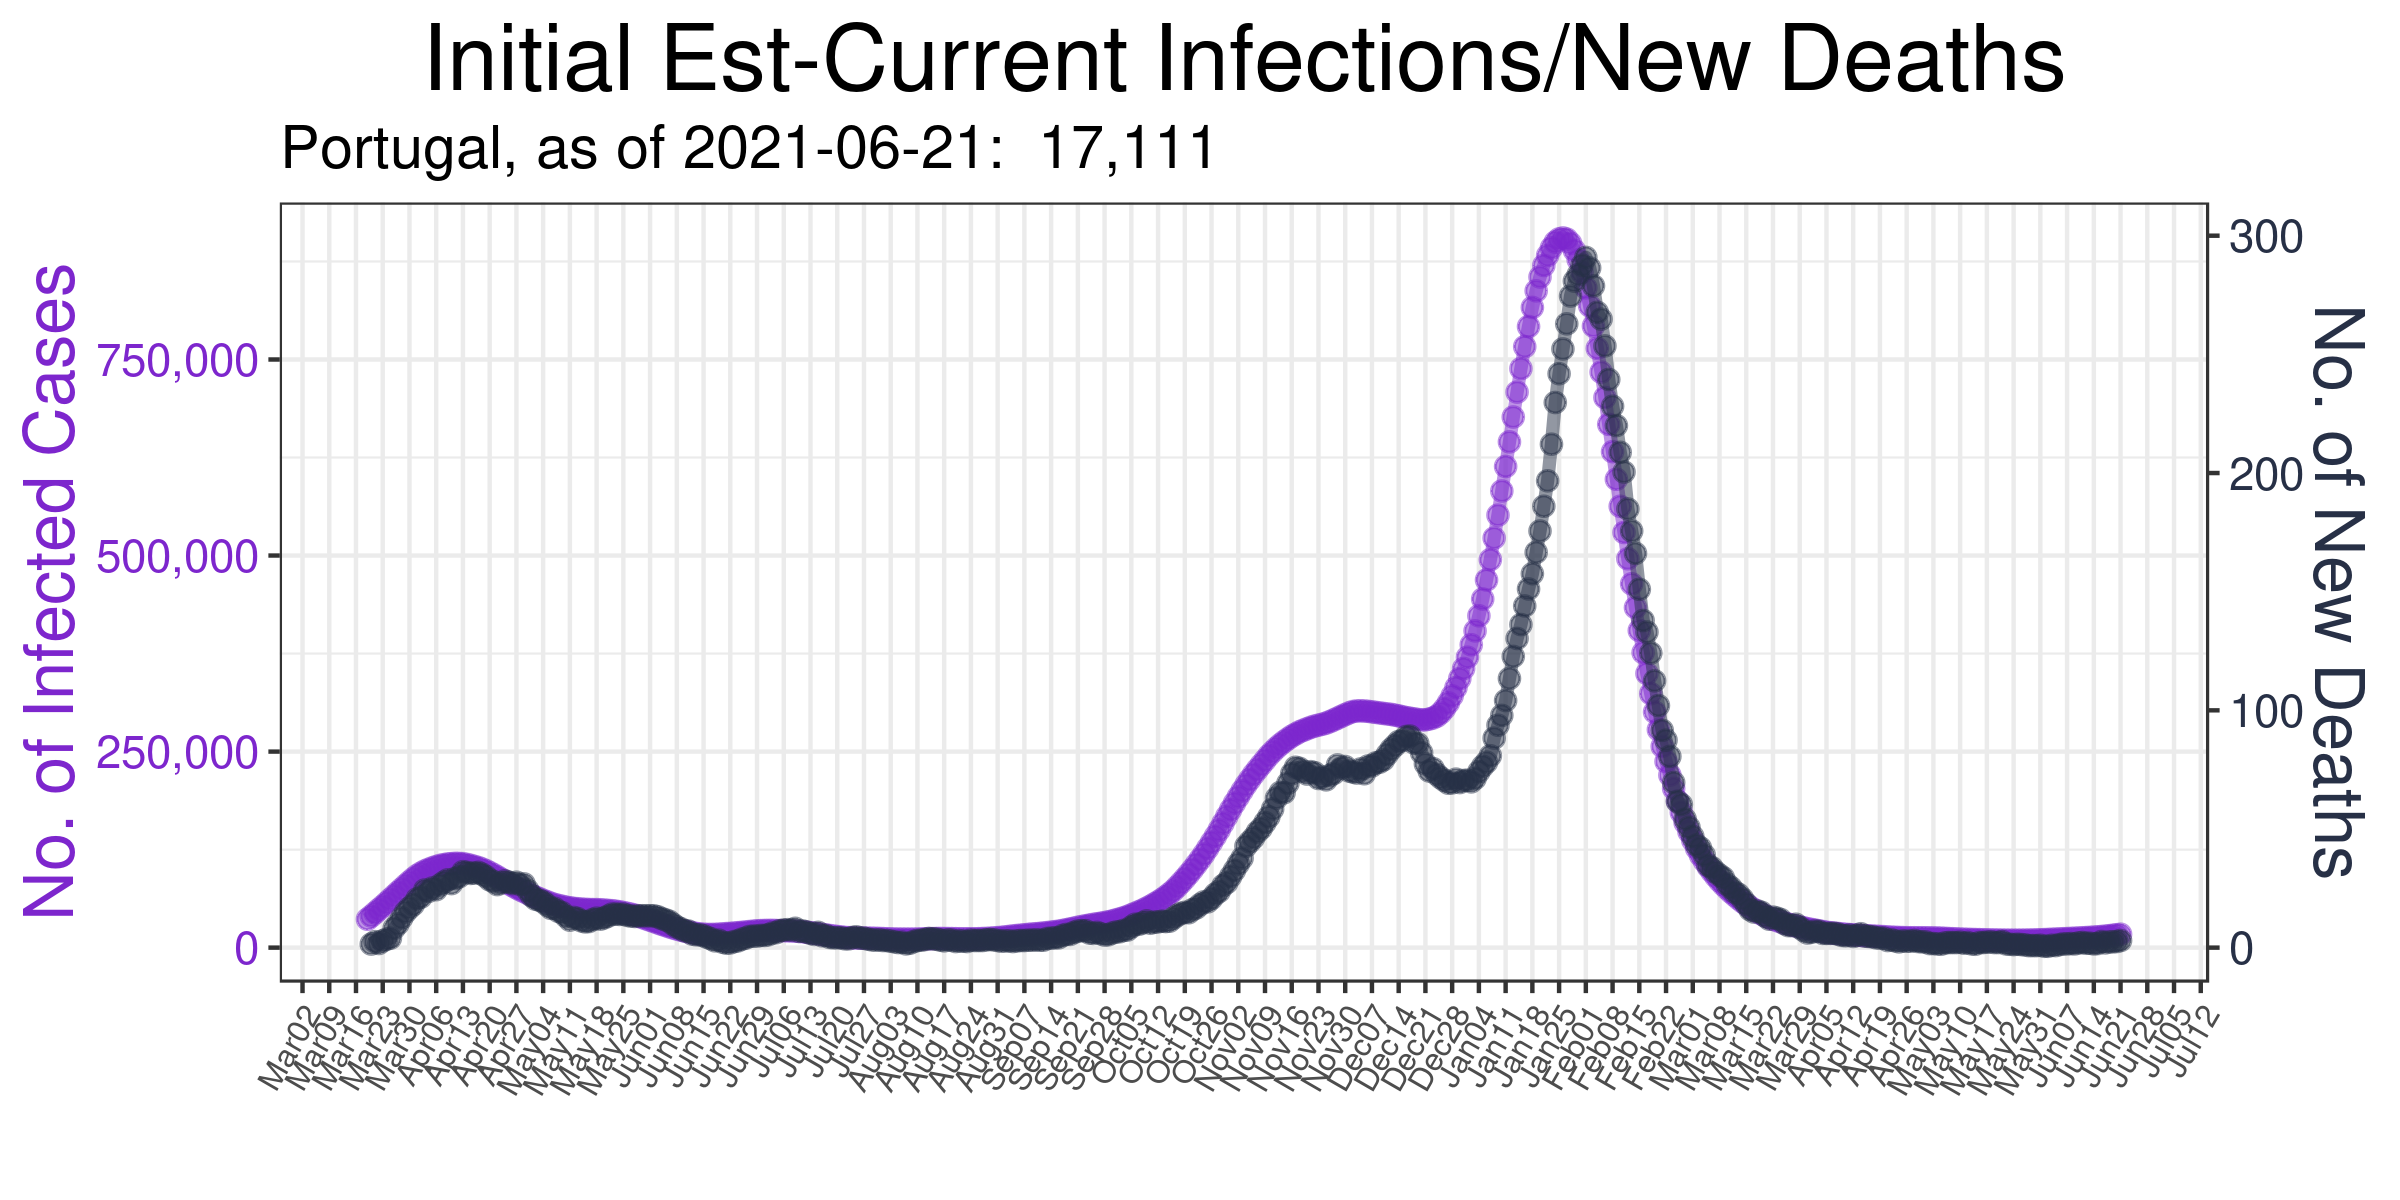 Initial Est-Current Infections/New Deaths
Portugal, as of 2021-06-21:  17,111
No. of Infected Cases
750,000
500,000
250,000
0
300
200
100
0
No. of New Deaths
Mar02
Mar09
Mar16
Mar23
Mar30
Apr06
Apr13
Apr20
Apr27
May04
May11
May18
May25
Jun01
Jun08
Jun15
Jun22
Jun29
Jul06
Jul13
Jul20
Jul27
Aug03
Aug10
Aug17
Aug24
Aug31
Sep07
Sep14
Sep21
Sep28
Oct05
Oct12
Oct19
Oct26
Nov02
Nov09
Nov16
Nov23
Nov30
Dec07
Dec14
Dec21
Dec28
Dec04
Jan11
Jan18
Jan25
Feb01
Feb08
Feb15
Feb22
Mar01
Mar08
Mar15
Mar22
Mar29
Apr05
Apr12
Apr19
Apr26
May03
May10
May17
May24
May31
Jun07
Jun14
Jun21
Jun28
Jul05
Jul12